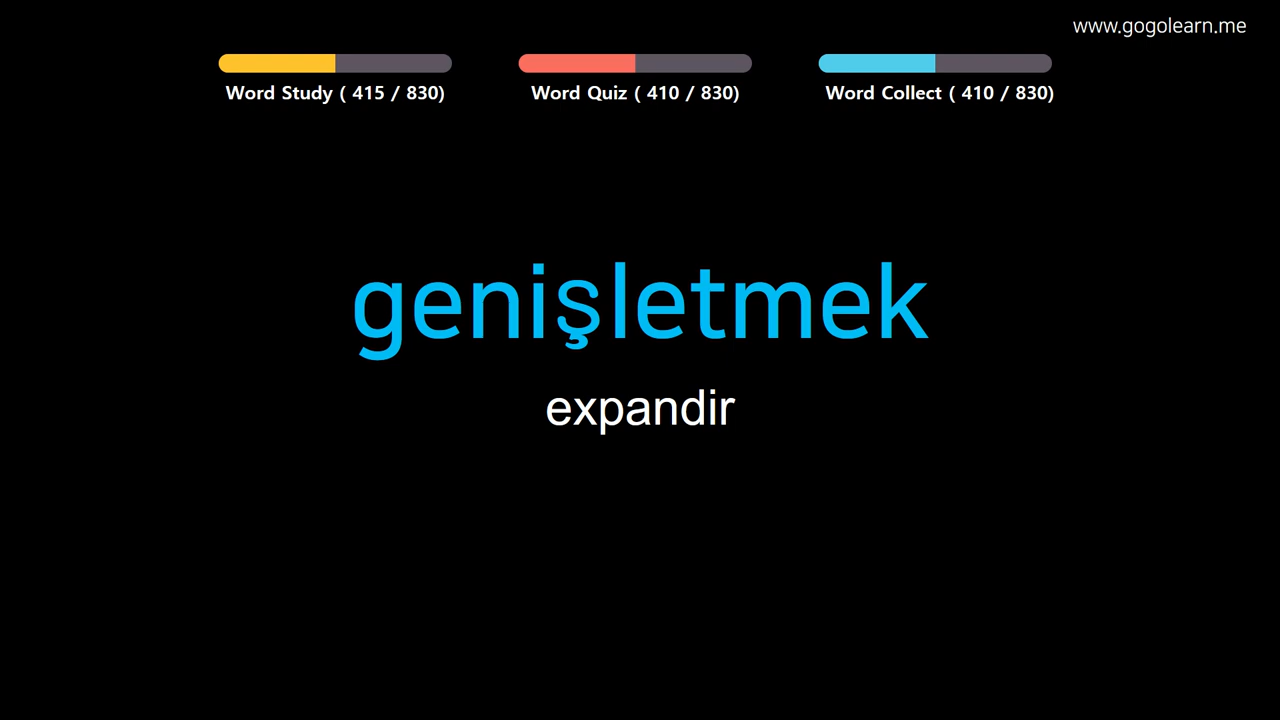 www.gogolearn.me
Word Study ( 415 / 830)
Word Quiz ( 410 / 830)
Word Collect ( 410 / 830)
genişletmek
expandir